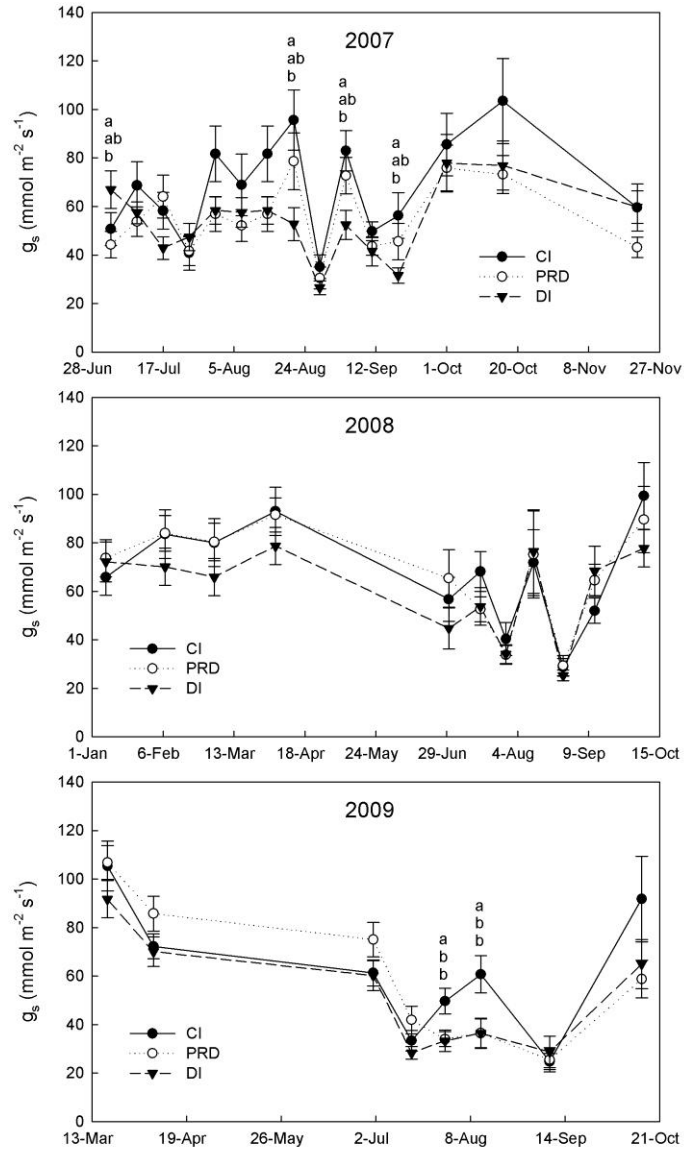 140
2007
120
a
ab
b
a
ab
b
a
ab
b
a
ab
b
100
80
60
40
20
0
gs (mmol m-2 s-1)
CI
PRD
DI
28-Jun 17-Jul 5-Aug 24-Aug 12-Sep 1-Oct 20-Oct 8-Nov 27-Nov
140
2008
120
100
80
60
40
20
0
gs (mmol m-2 s-1)
CI
PRD
DI
1-Jan 6-Feb 13-Mar 18-Apr 24-May 29-Jun 4-Aug 9-Sep 15-Oct
140
2009
120
100
80
60
40
20
0
gs (mmol m-2 s-1)
a
b
b
a
b
b
CI
PRD
DI
13-Mar 19-Apr 26-May 2-Jul 8-Aug 14-Sep 21-Oct